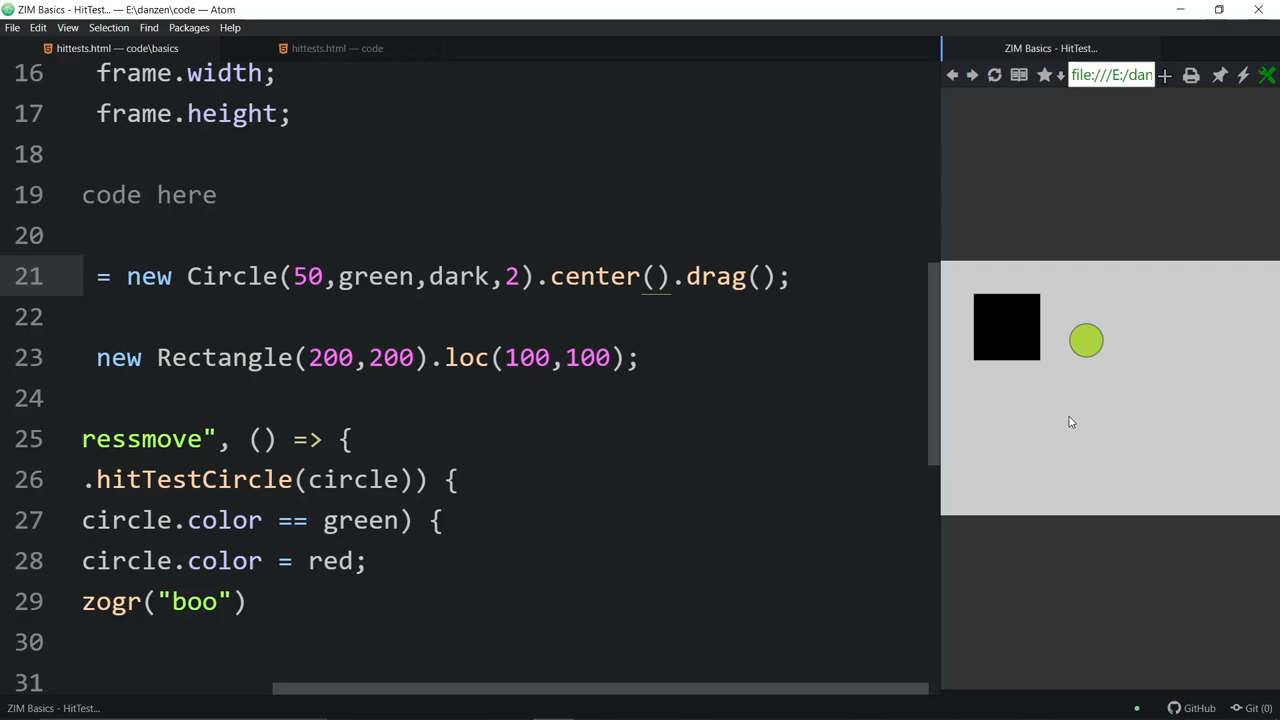 ZIM Basics - HitTest... — E:\danzen\code — Atom
File Edit View Selection Find Packages Help
hittests.html — code\basics
hittests.html — code
ZIM Basics - HitTest...
file:///E:/dan
16 frame.width;
17 frame.height;
18
19 code here
20
21 = new Circle(50,green,dark,2).center().drag();
22
23 new Rectangle(200,200).loc(100,100);
24
25 ressmove", () => {
26 .hitTestCircle(circle)) {
27 circle.color == green) {
28 circle.color = red;
29 zogr("boo")
30
31
ZIM Basics - HitTest...
GitHub Git (0)